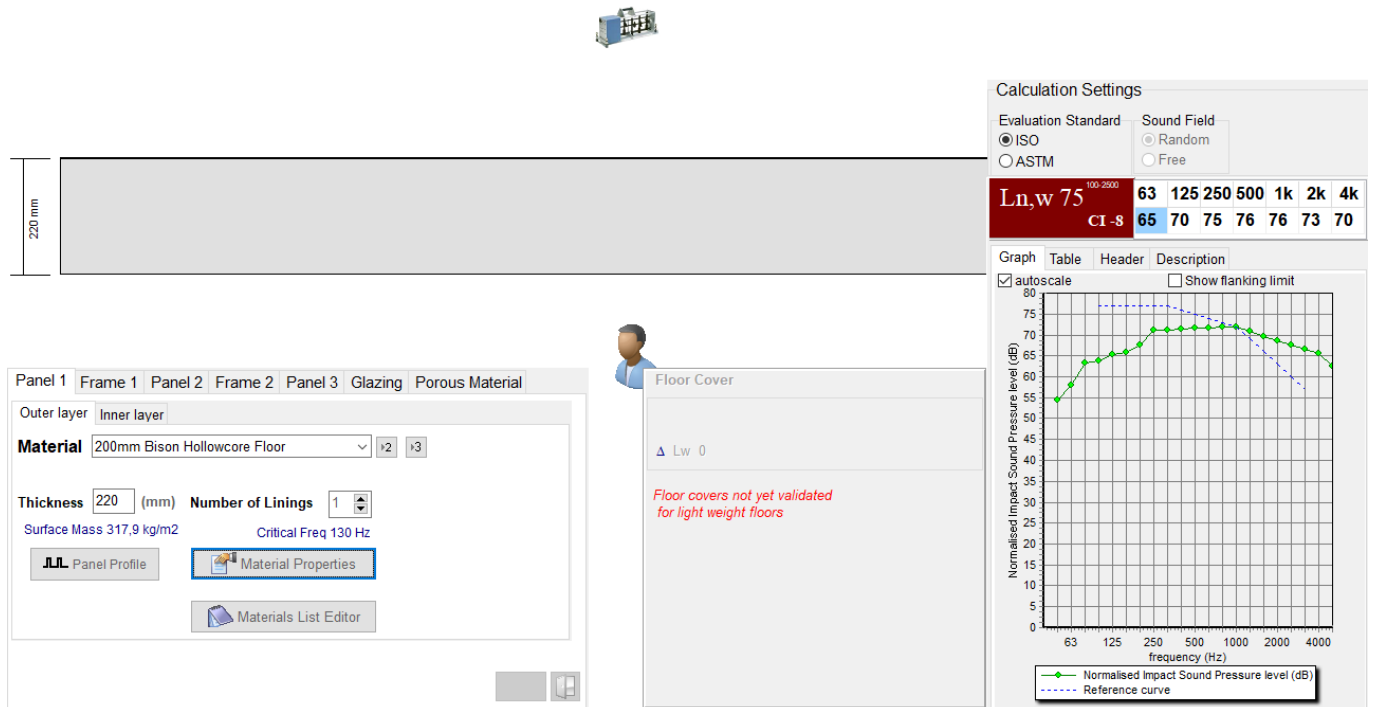 220 mm
Calculation Settings
Evaluation Standard Sound Field
ISO Random
ASTM Free
Ln,w 75 100-2500 63 125 250 500 1k 2k 4k
CI -8 65 70 75 76 76 73 70
Graph Table Header Description
autoscale Show flanking limit
80
75
70
65
60
55
50
45
40
35
30
25
20
15
10
5
0
Normalised Impact Sound Pressure level (dB)
63 125 250 500 1000 2000 4000
frequency (Hz)
Normalised Impact Sound Pressure level (dB)
Reference curve
Panel 1 Frame 1 Panel 2 Frame 2 Panel 3 Glazing Porous Material
Outer layer Inner layer
Material 200mm Bison Hollowcore Floor 2 3
Thickness 220 (mm) Number of Linings 1
Surface Mass 317,9 kg/m2 Critical Freq 130 Hz
Panel Profile Material Properties
Materials List Editor
Floor Cover
Δ Lw 0
Floor covers not yet validated
for light weight floors